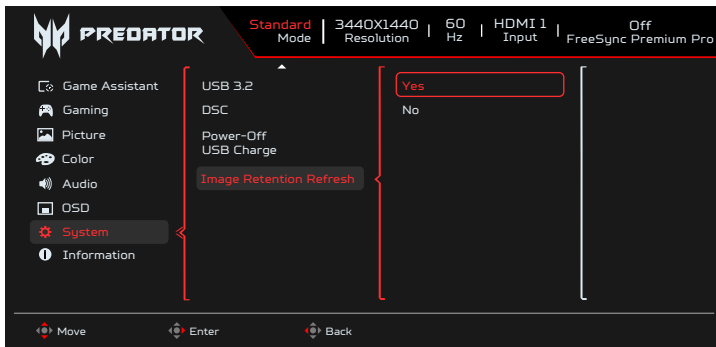 PREDATOR
Standard Mode | 3440X1440 Resolution | 60 Hz | HDMI 1 Input | Off FreeSync Premium Pro
Game Assistant
Gaming
Picture
Color
Audio
OSD
System
Information
USB 3.2
DSC
Power-Off
USB Charge
Image Retention Refresh
Yes
No
Move
Enter
Back